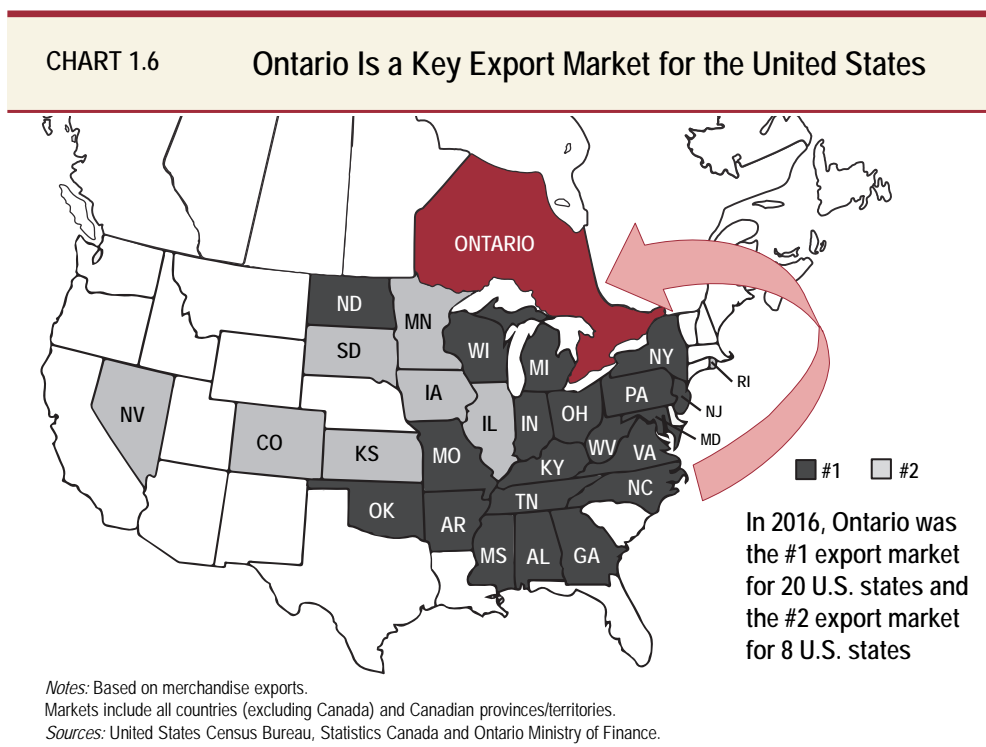 CHART 1.6
Ontario Is a Key Export Market for the United States
ONTARIO
ND
MN
SD
WI
MI
NY
RI
IA
PA
NJ
NV
IL
IN
OH
MD
CO
KS
MO
WV
VA
KY
NC
#1
#2
TN
OK
AR
MS
AL
GA
In 2016, Ontario was
the #1 export market
for 20 U.S. states and
the #2 export market
for 8 U.S. states
Notes: Based on merchandise exports.
Markets include all countries (excluding Canada) and Canadian provinces/territories.
Sources: United States Census Bureau, Statistics Canada and Ontario Ministry of Finance.